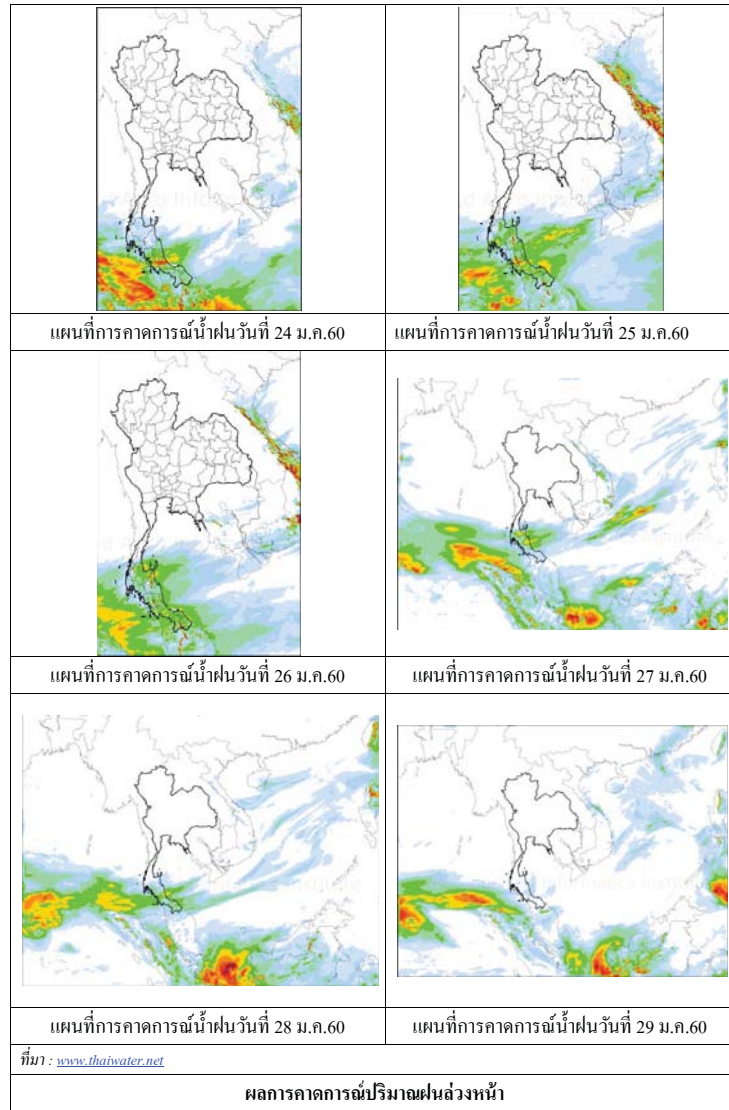 แผนที่การคาดการณ์น้ำฝนวันที่ 24 ม.ค.60
แผนที่การคาดการณ์น้ำฝนวันที่ 25 ม.ค.60
แผนที่การคาดการณ์น้ำฝนวันที่ 26 ม.ค.60
แผนที่การคาดการณ์น้ำฝนวันที่ 27 ม.ค.60
แผนที่การคาดการณ์น้ำฝนวันที่ 28 ม.ค.60
แผนที่การคาดการณ์น้ำฝนวันที่ 29 ม.ค.60
ที่มา : www.thaiwater.net
ผลการคาดการณ์ปริมาณฝนล่วงหน้า